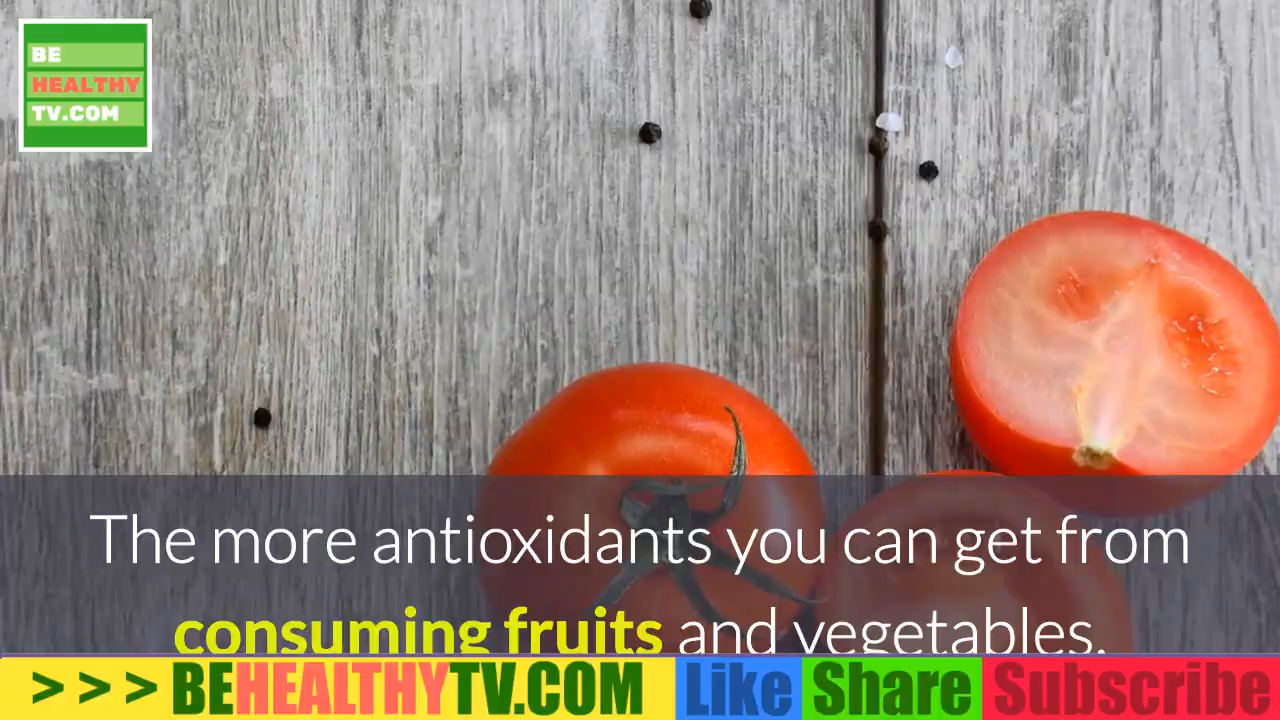 BE
HEALTHY
TV.COM
The more antioxidants you can get from
consuming fruits and vegetables,
> > > BEHEALTHYTV.COM Like Share Subscribe